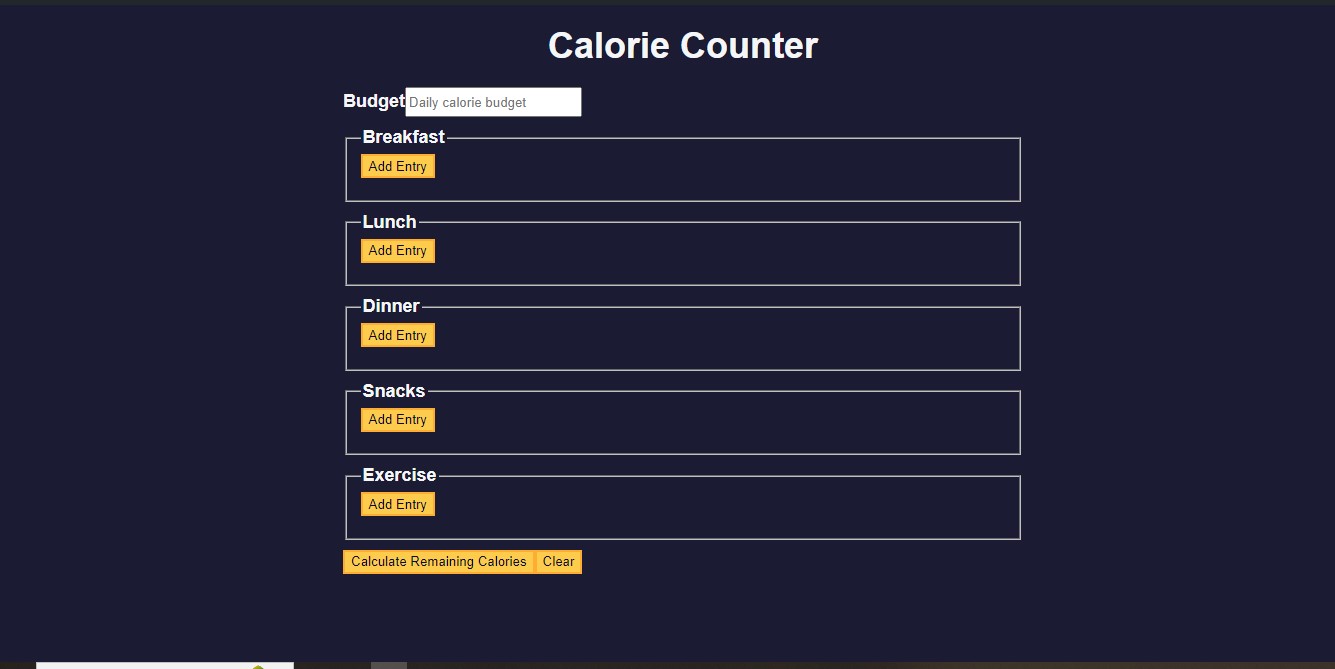 Calorie Counter
Budget Daily calorie budget
Breakfast
Add Entry
Lunch
Add Entry
Dinner
Add Entry
Snacks
Add Entry
Exercise
Add Entry
Calculate Remaining Calories Clear